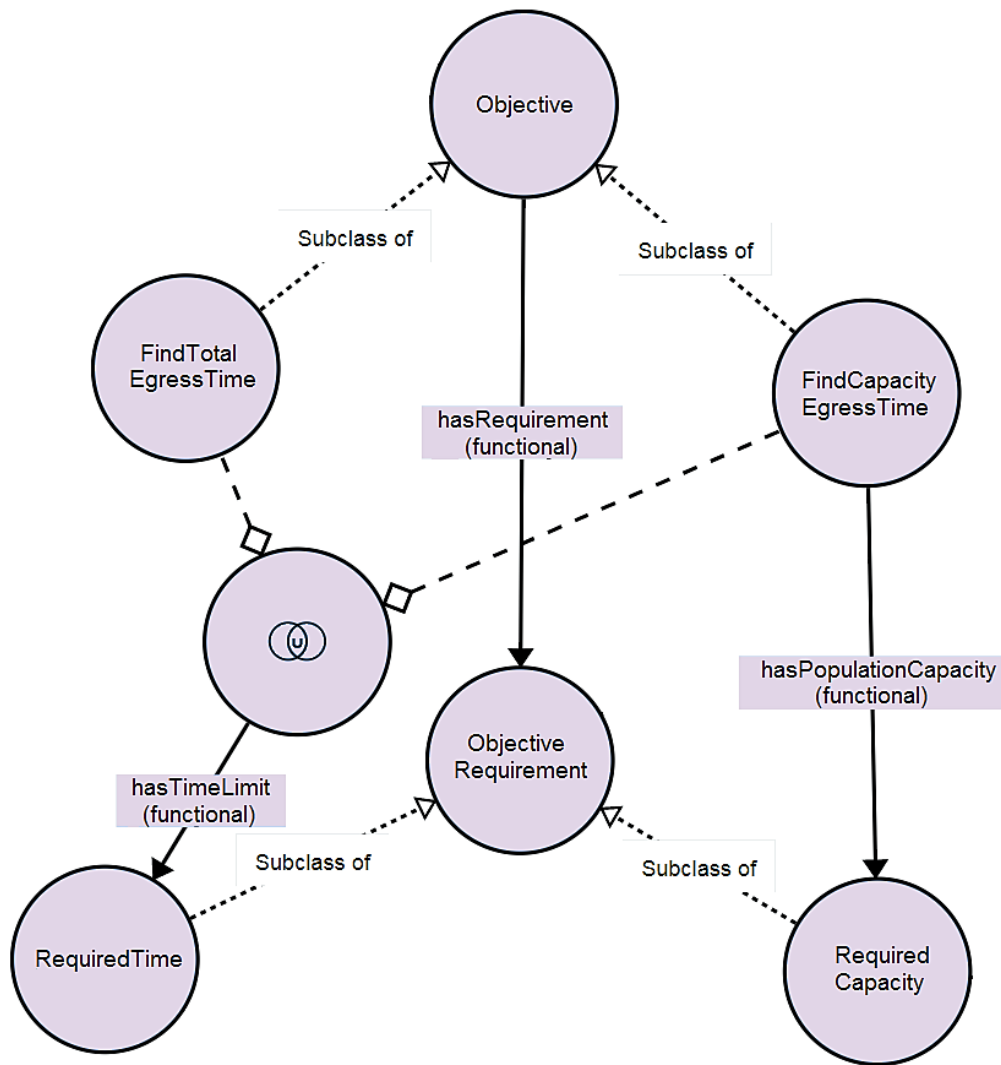 Objective
Subclass of
Subclass of
FindTotal
EgressTime
FindCapacity
EgressTime
hasRequirement
(functional)
U
hasPopulationCapacity
(functional)
Objective
Requirement
hasTimeLimit
(functional)
Subclass of
Subclass of
RequiredTime
Required
Capacity